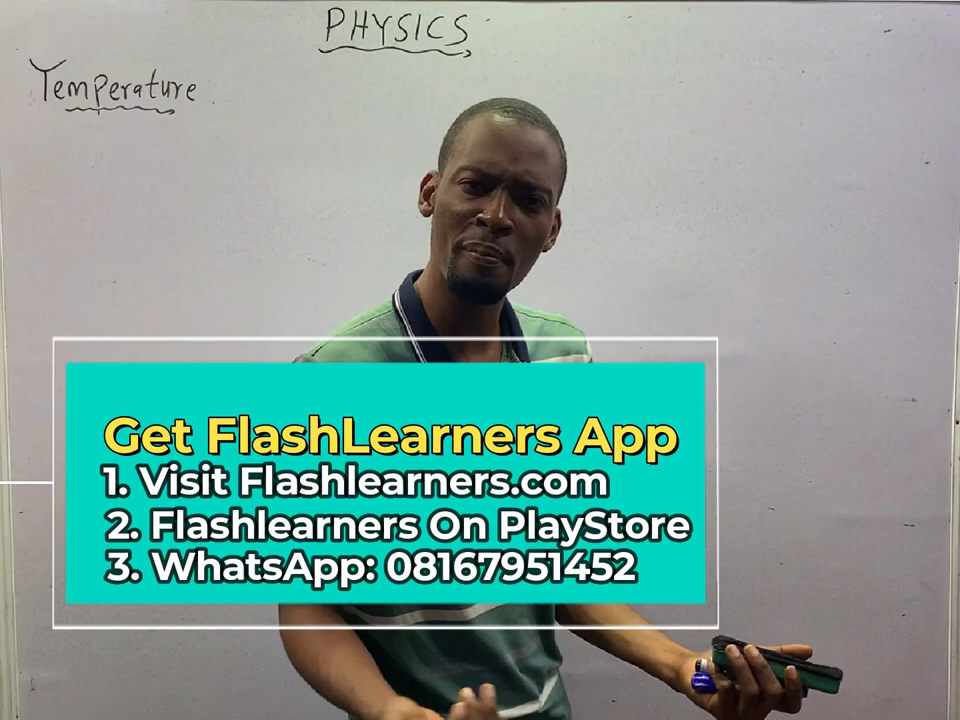 PHYSICS
Temperature
Get FlashLearners App
1. Visit Flashlearners.com
2. Flashlearners On PlayStore
3. WhatsApp: 08167951452